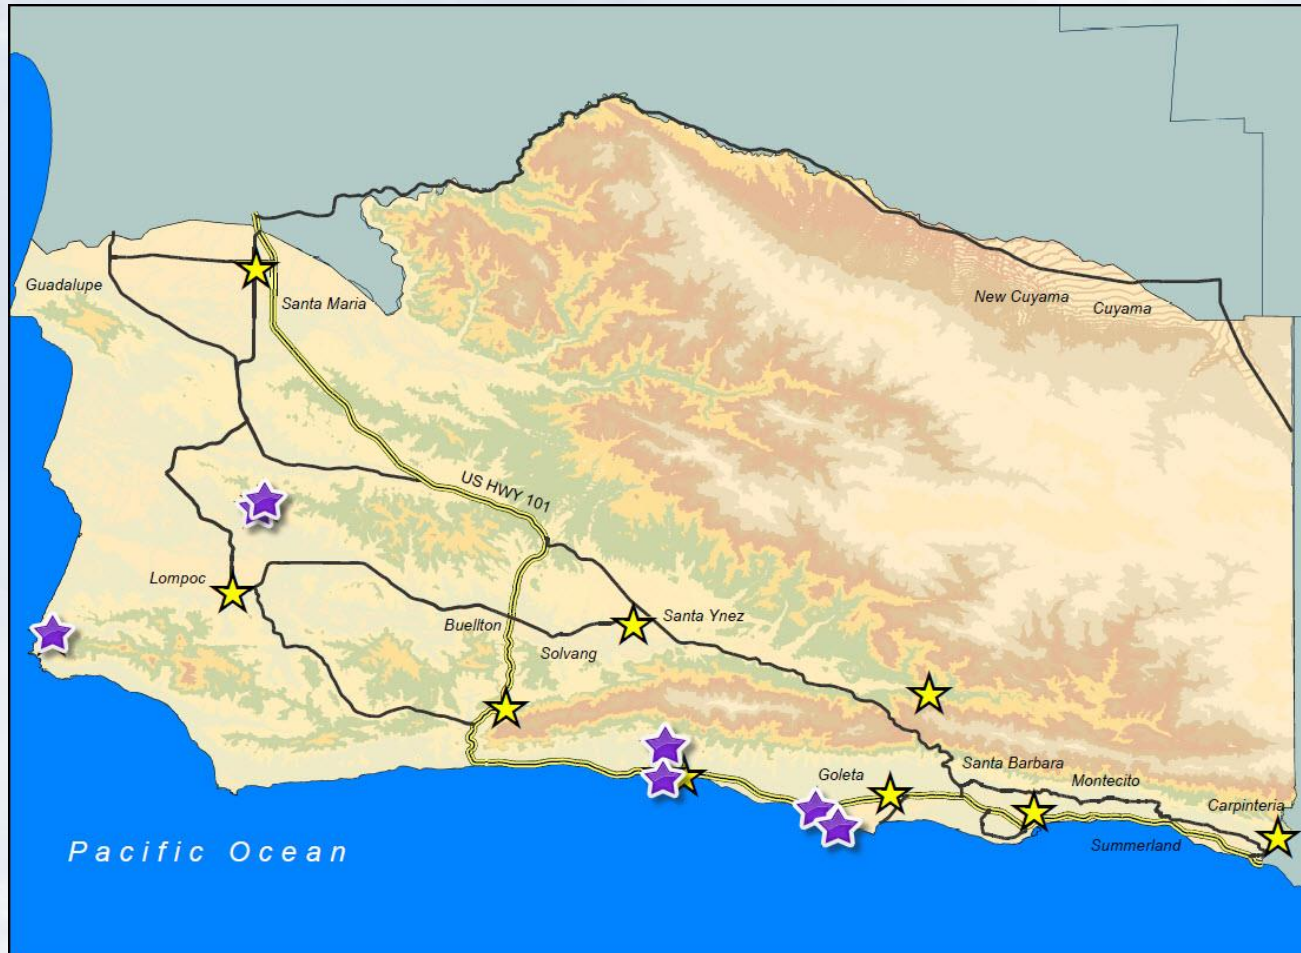 Guadalupe
Santa Maria
New Cuyama
Cuyama
US HWY 101
Lompoc
Buellton
Santa Ynez
Solvang
Santa Barbara
Goleta
Montecito
Carpinteria
Summerland
Pacific Ocean